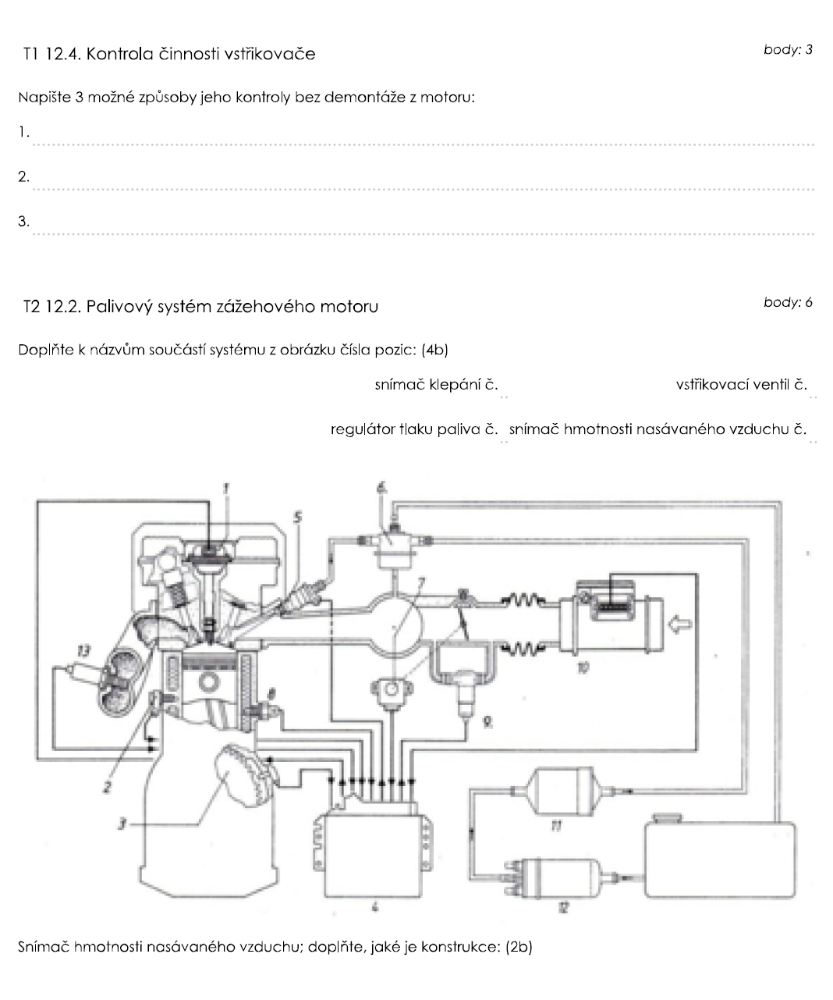 T1 12.4. Kontrola činnosti vstřikovače
body: 3
Napište 3 možné způsoby jeho kontroly bez demontáže z motoru:
1.
2.
3.
T2 12.2. Palivový systém zážehového motoru
body: 6
Doplňte k názvům součástí systému z obrázku čísla pozic: (4b)
snímač klepání č. vstřikovací ventil č.
regulátor tlaku paliva č. snímač hmotnosti nasávaného vzduchu č.
1
6
5
7
13
10
8
9
2
3
11
4
12
Snímač hmotnosti nasávaného vzduchu; doplňte, jaké je konstrukce: (2b)